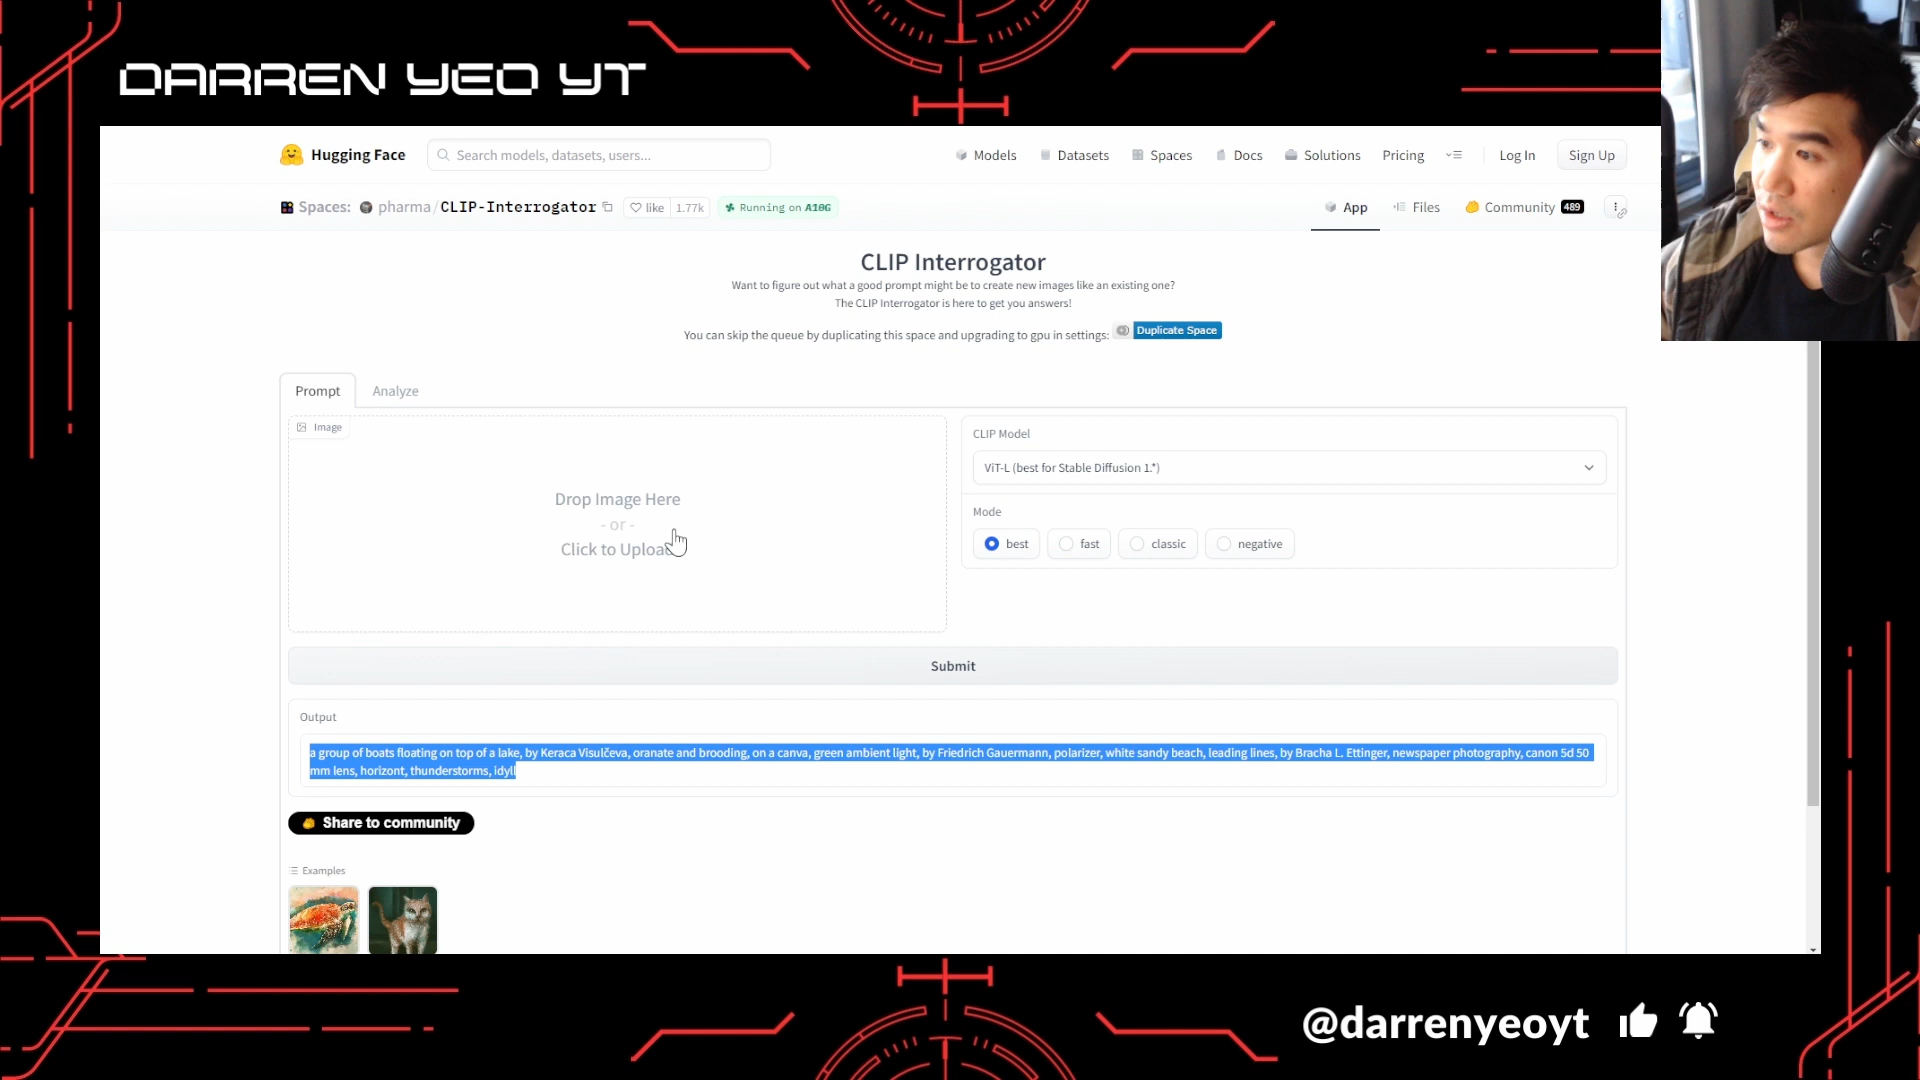 DARREN YEO YT
Hugging Face
Search models, datasets, users...
Models
Datasets
Spaces
Docs
Solutions
Pricing
Log In
Sign Up
Spaces:
pharma/CLIP-Interrogator
like 1.77k
Running on A10G
App
Files
Community 489
CLIP Interrogator
Want to figure out what a good prompt might be to create new images like an existing one?
The CLIP Interrogator is here to get you answers!
You can skip the queue by duplicating this space and upgrading to gpu in settings: Duplicate Space
Prompt
Analyze
Image
CLIP Model
Drop Image Here
- or -
Click to Upload
ViT-L (best for Stable Diffusion 1.*)
Mode
best
fast
classic
negative
Submit
Output
a group of boats floating on top of a lake, by Keraca Visulčeva, oranate and brooding, on a canva, green ambient light, by Friedrich Gauermann, polarizer, white sandy beach, leading lines, by Bracha L. Ettinger, newspaper photography, canon 5d 50
mm lens, horizont, thunderstorms, idyll
Share to community
Examples
@darrenyeoyt